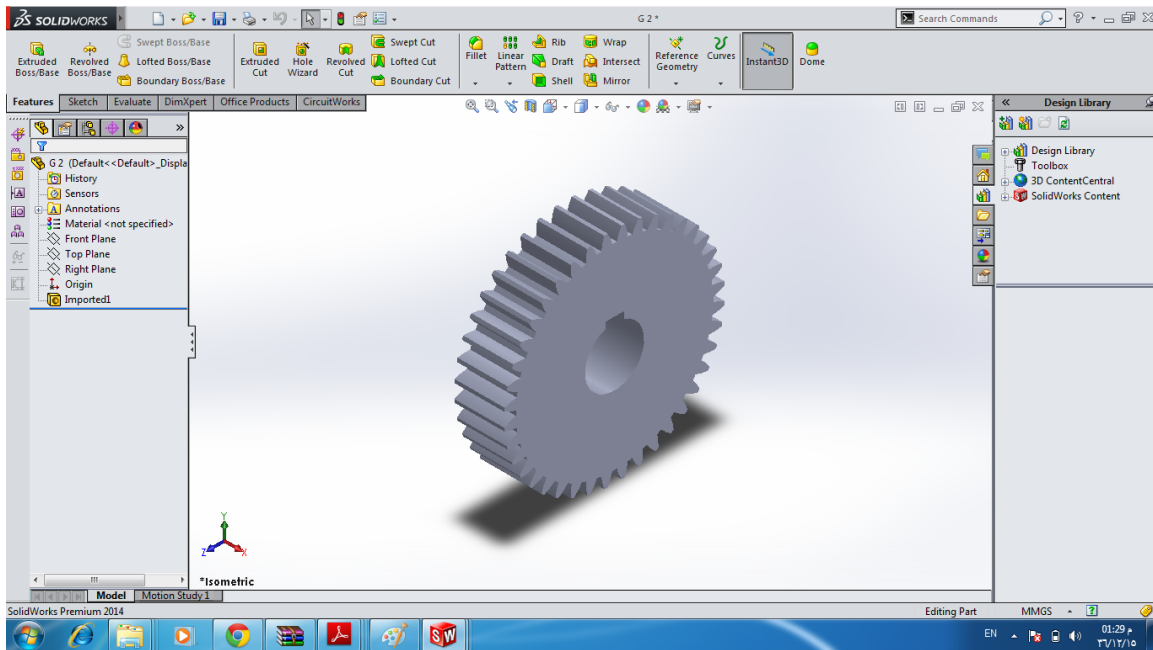 SOLIDWORKS
G 2 *
Search Commands
Extruded Boss/Base
Revolved Boss/Base
Swept Boss/Base
Lofted Boss/Base
Boundary Boss/Base
Extruded Cut
Hole Wizard
Revolved Cut
Swept Cut
Lofted Cut
Boundary Cut
Fillet
Linear Pattern
Rib
Draft
Shell
Wrap
Intersect
Mirror
Reference Geometry
Curves
Instant3D
Dome
Features Sketch Evaluate DimXpert Office Products CircuitWorks
Design Library
G 2 (Default<<Default>_Displa
History
Sensors
Annotations
Material <not specified>
Front Plane
Top Plane
Right Plane
Origin
Imported1
Design Library
Toolbox
3D ContentCentral
SolidWorks Content
Y
Z
X
*Isometric
Model Motion Study 1
SolidWorks Premium 2014
Editing Part
MMGS
SW
EN
01:29 م